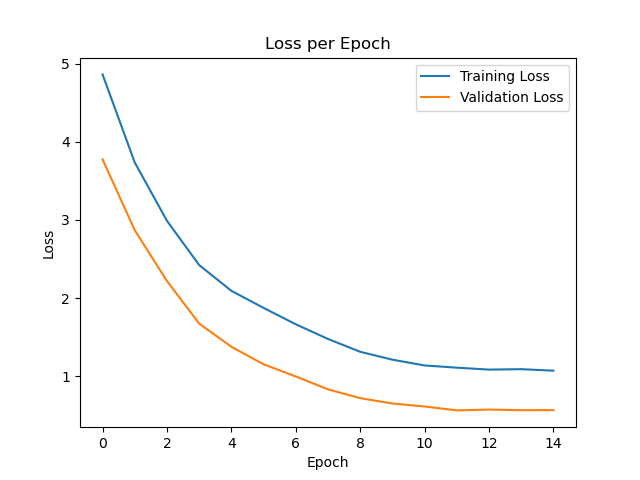 Loss per Epoch
Training Loss
Validation Loss
5
4
3
2
1
Loss
0 2 4 6 8 10 12 14
Epoch